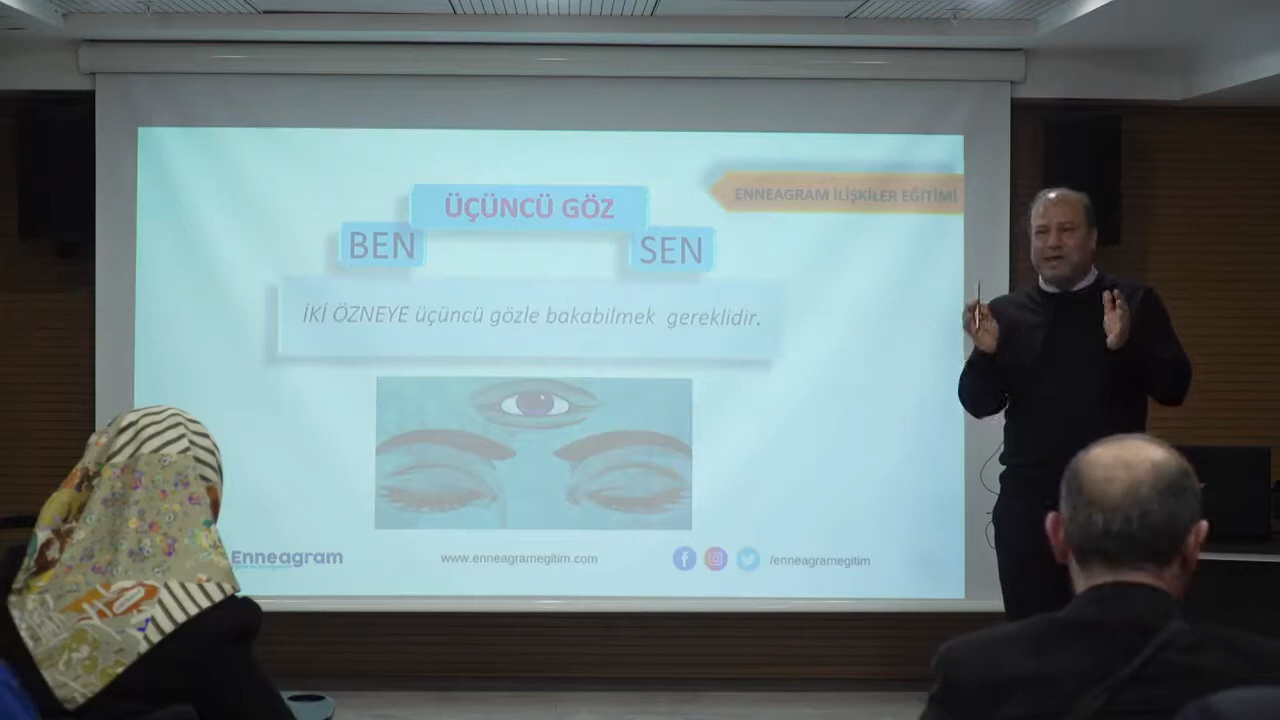 ENNEAGRAM İLİŞKİLER EĞİTİMİ
ÜÇÜNCÜ GÖZ
BEN
SEN
İKİ ÖZNEYE üçüncü gözle bakabilmek gereklidir.
Enneagram
www.enneagramegitim.com
/enneagramegitim